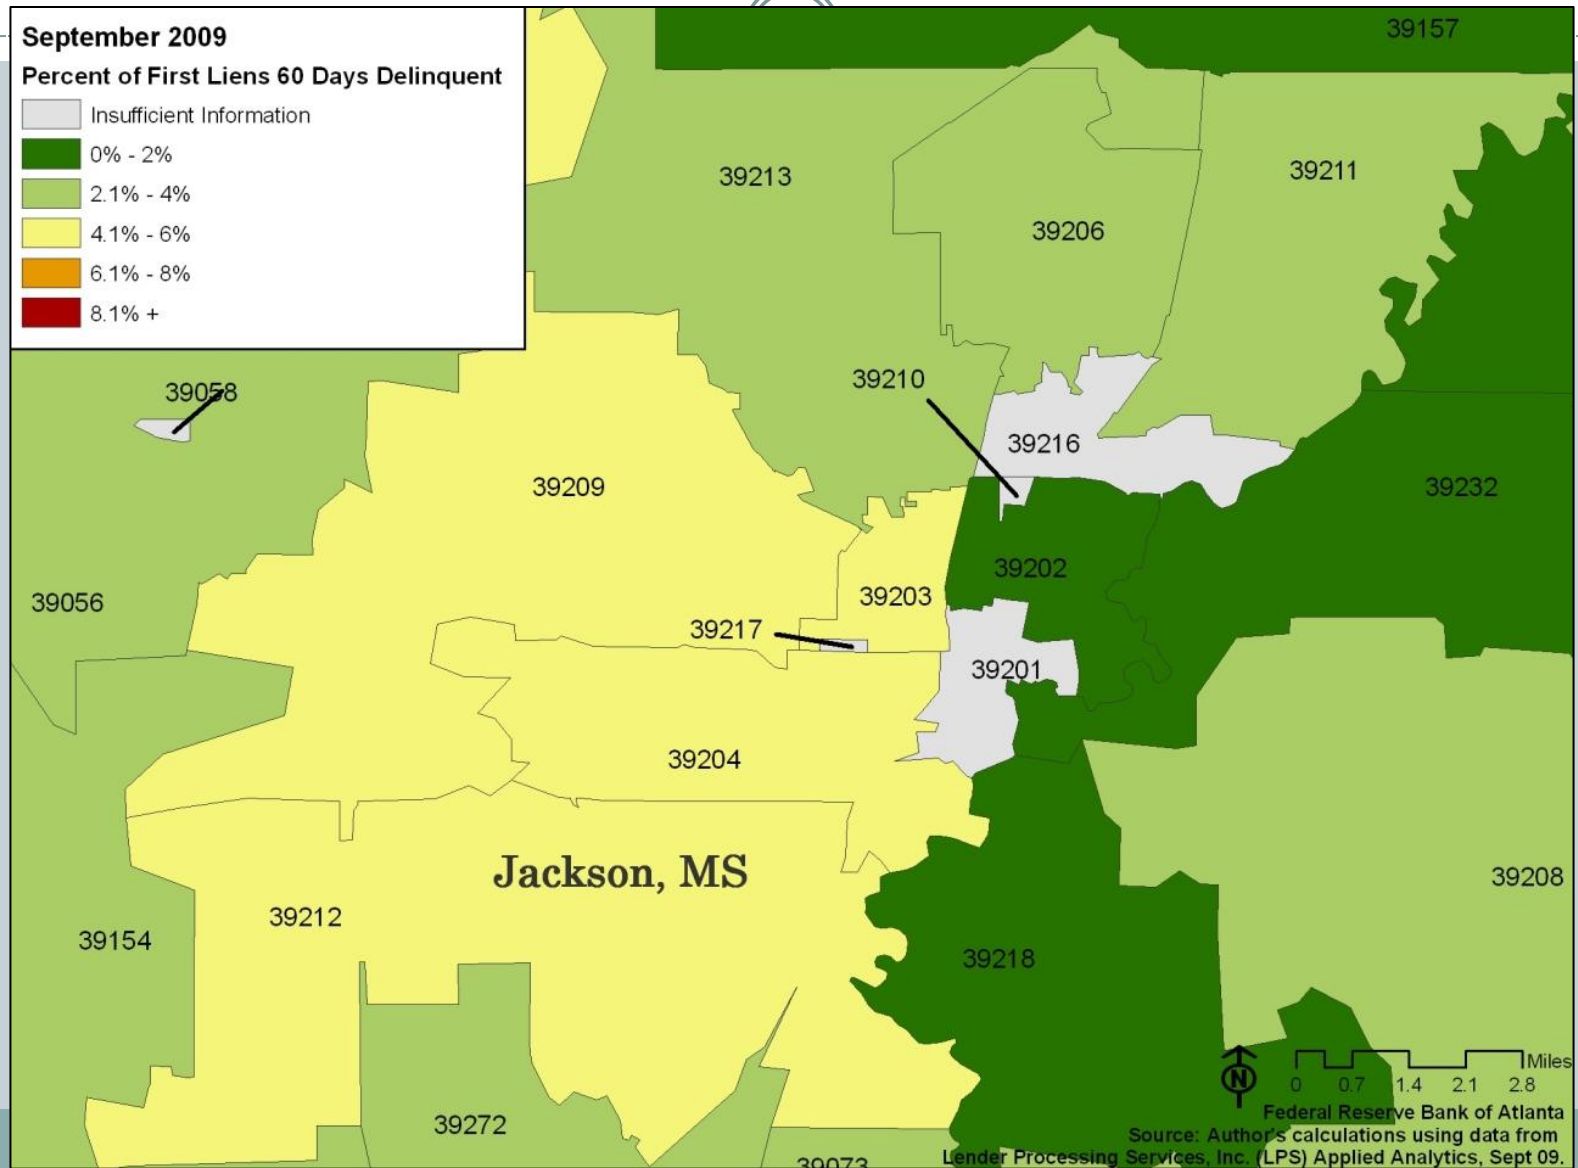 September 2009
Percent of First Liens 60 Days Delinquent
Insufficient Information
0% - 2%
2.1% - 4%
4.1% - 6%
6.1% - 8%
8.1% +
39157
39213
39211
39206
39210
39058
39216
39209
39232
39202
39203
39056
39217
39201
39204
Jackson, MS
39208
39212
39154
39218
39272
39073
N
Miles
0 0.7 1.4 2.1 2.8
Federal Reserve Bank of Atlanta
Source: Author's calculations using data from
Lender Processing Services, Inc. (LPS) Applied Analytics, Sept 09.